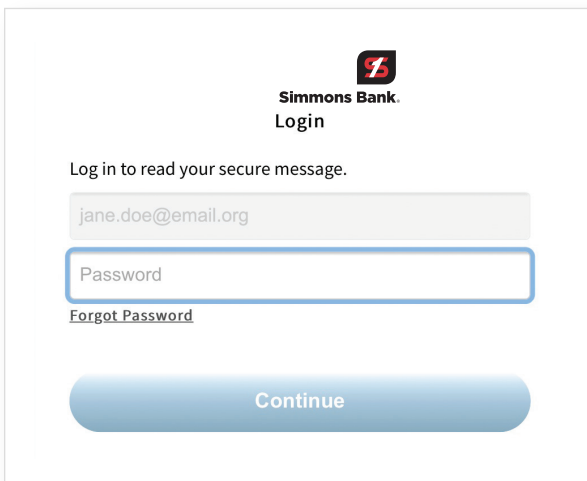 Simmons Bank.
Login
Log in to read your secure message.
jane.doe@email.org
Password
Forgot Password
Continue